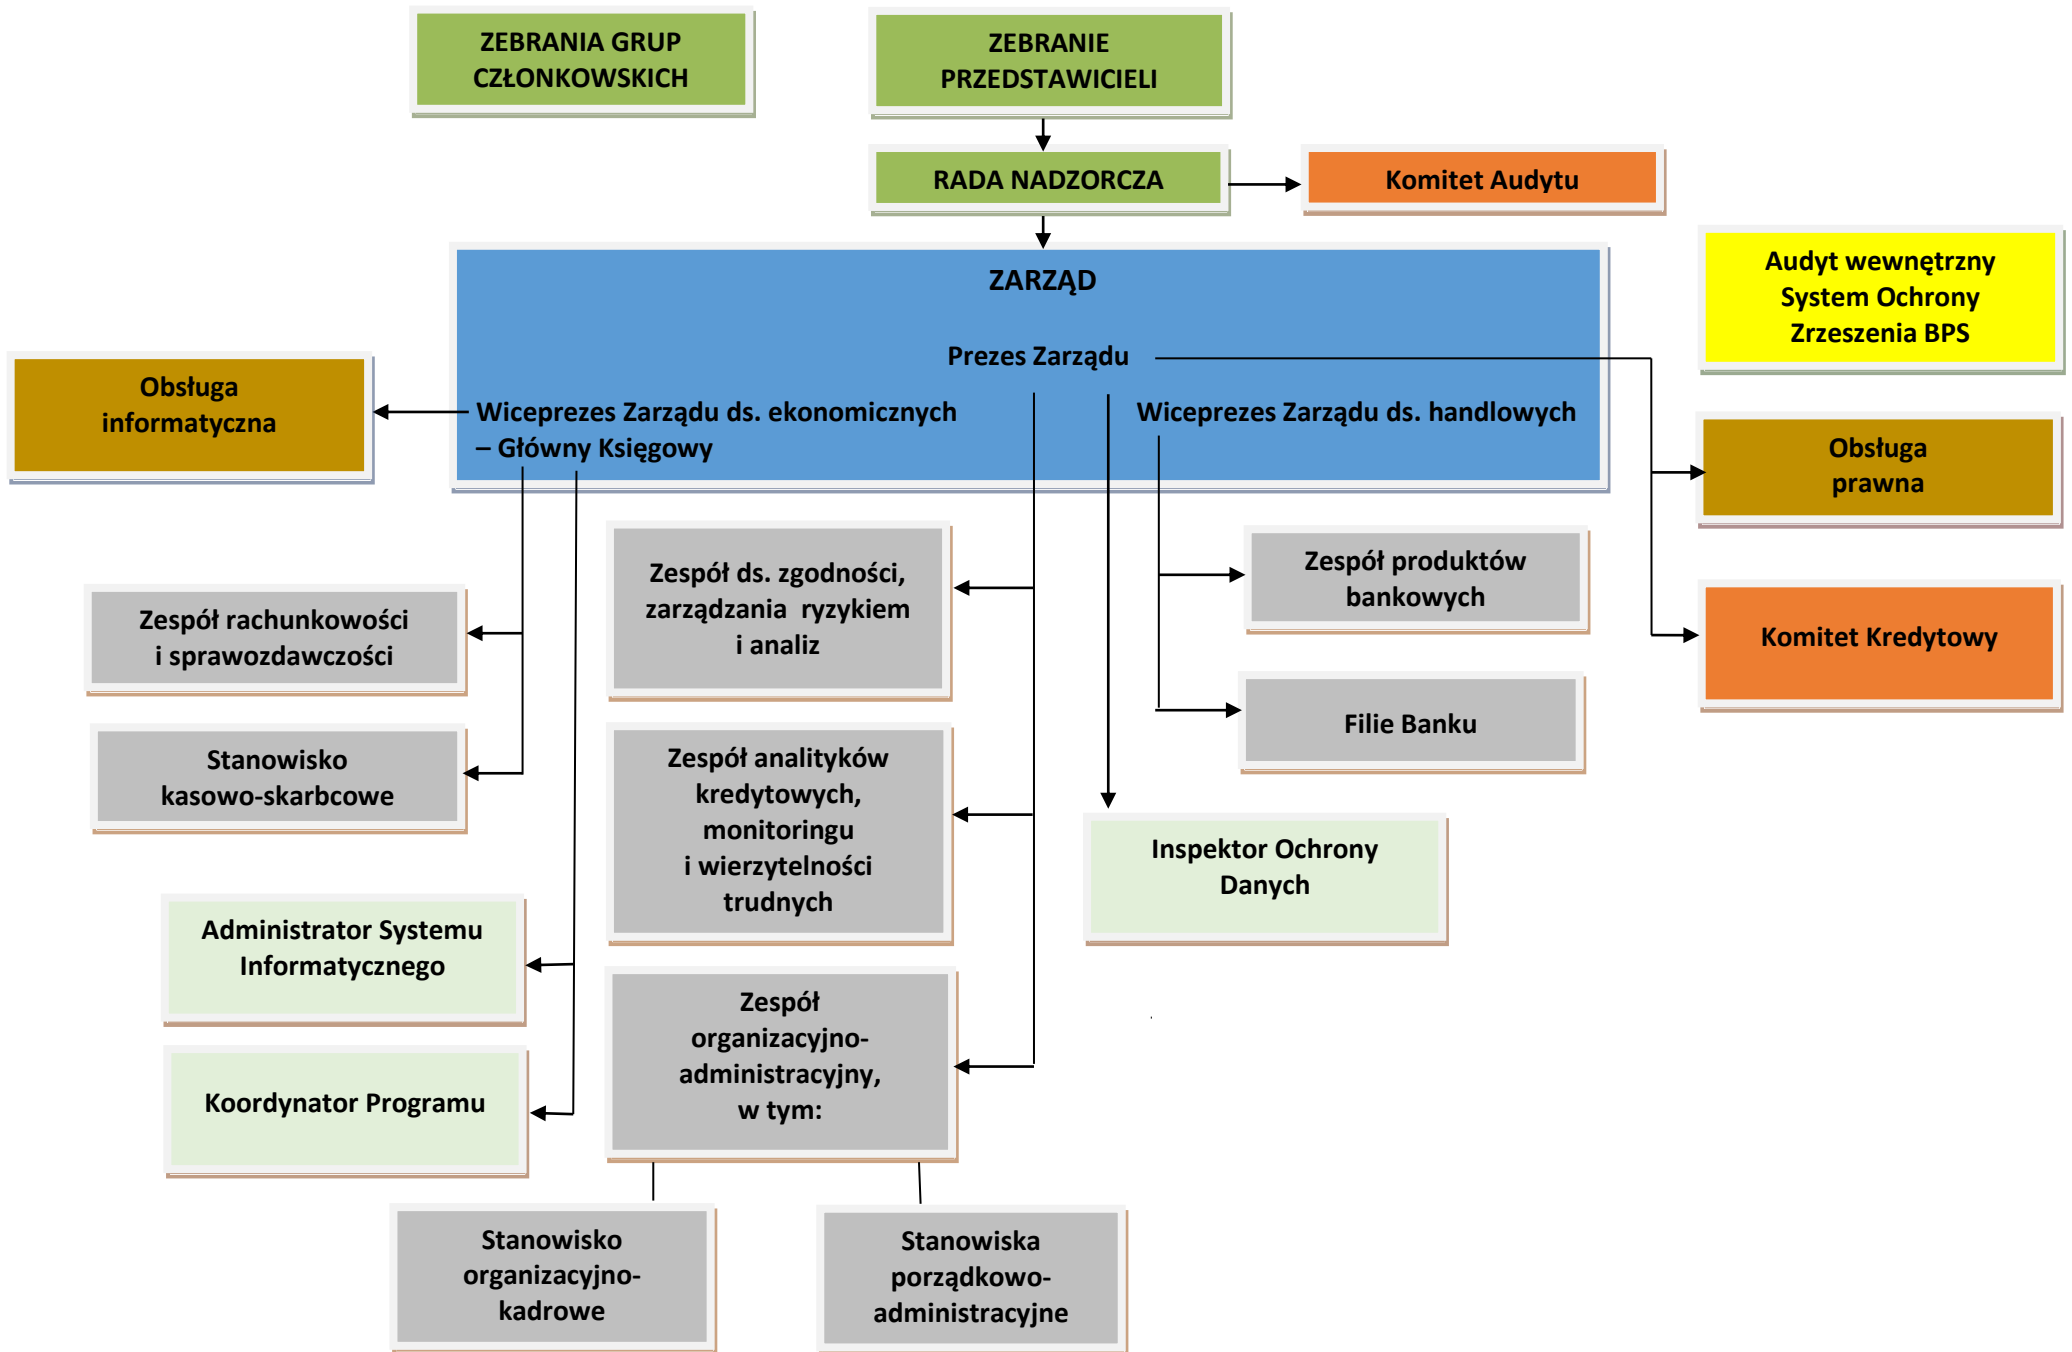 ZEBRANIA GRUP
CZŁONKOWSKICH
ZEBRANIE
PRZEDSTAWICIELI
RADA NADZORCZA
Komitet Audytu
ZARZĄD
Audyt wewnętrzny
System Ochrony
Zrzeszenia BPS
Prezes Zarządu
Obsługa
informatyczna
Wiceprezes Zarządu ds. ekonomicznych
– Główny Księgowy
Wiceprezes Zarządu ds. handlowych
Obsługa
prawna
Zespół ds. zgodności,
zarządzania  ryzykiem
i analiz
Zespół produktów
bankowych
Zespół rachunkowości
i sprawozdawczości
Komitet Kredytowy
Filie Banku
Stanowisko
kasowo-skarbcowe
Zespół analityków
kredytowych,
monitoringu
i wierzytelności
trudnych
Inspektor Ochrony
Danych
Administrator Systemu
Informatycznego
Zespół
organizacyjno-
administracyjny,
w tym:
Koordynator Programu
Stanowisko
organizacyjno-
kadrowe
Stanowiska
porządkowo-
administracyjne